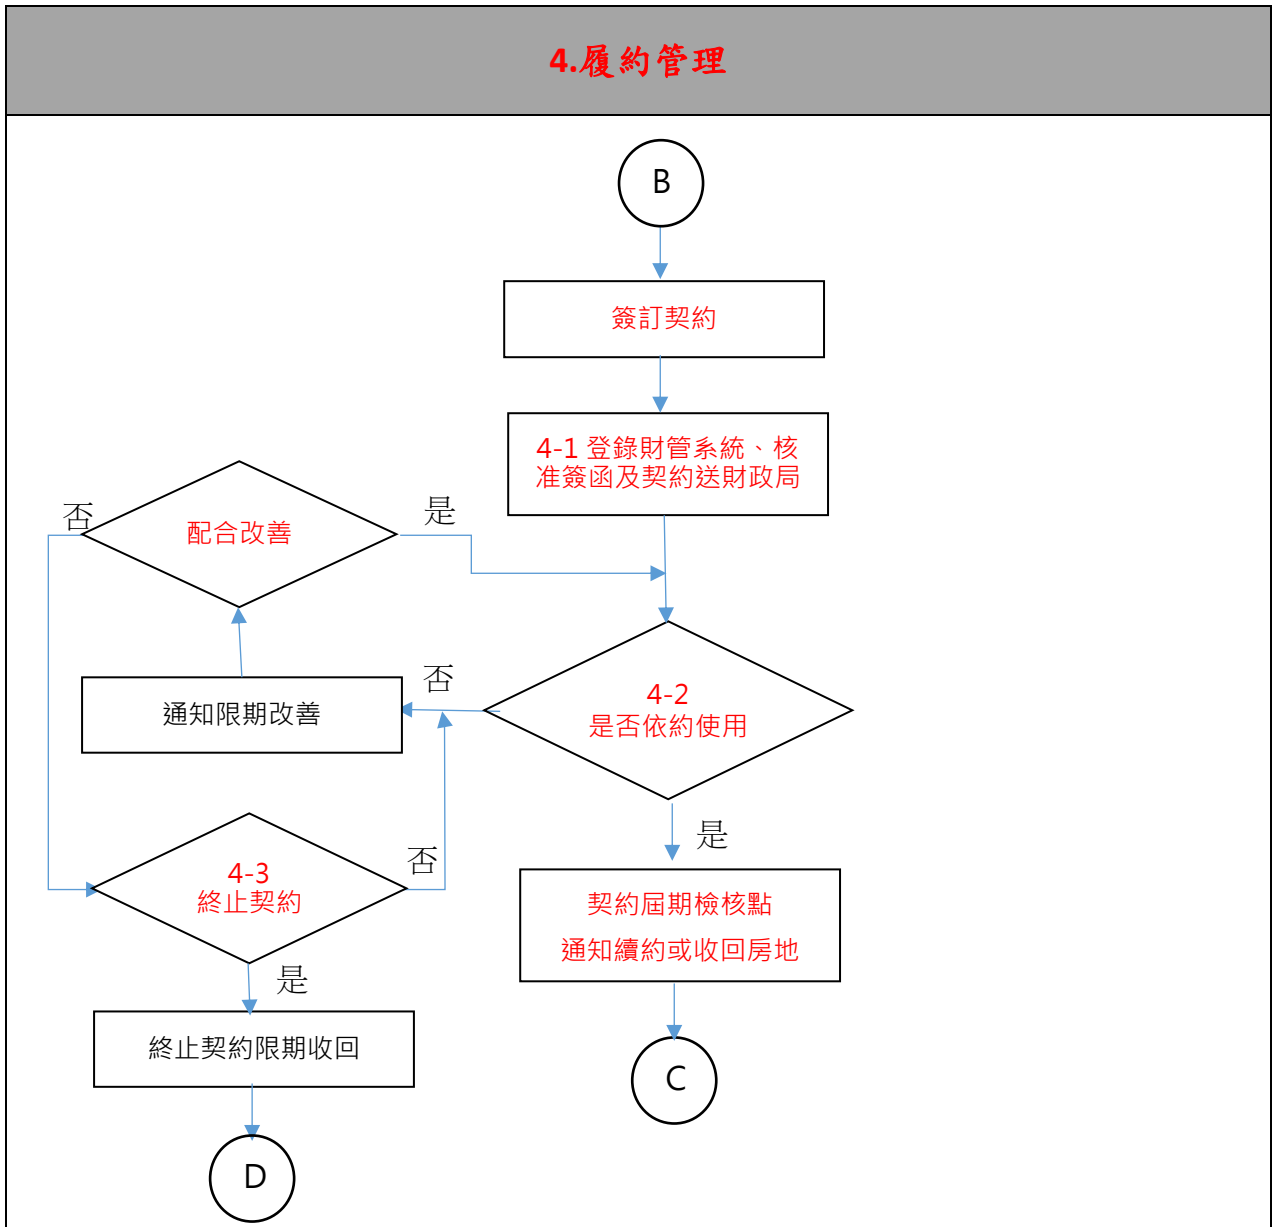 4.履約管理
B
簽訂契約
4-1 登錄財管系統、核
准簽函及契約送財政局
否
配合改善
是
通知限期改善
否
4-2
是否依約使用
是
4-3
終止契約
否
契約屆期檢核點
通知續約或收回房地
是
終止契約限期收回
C
D